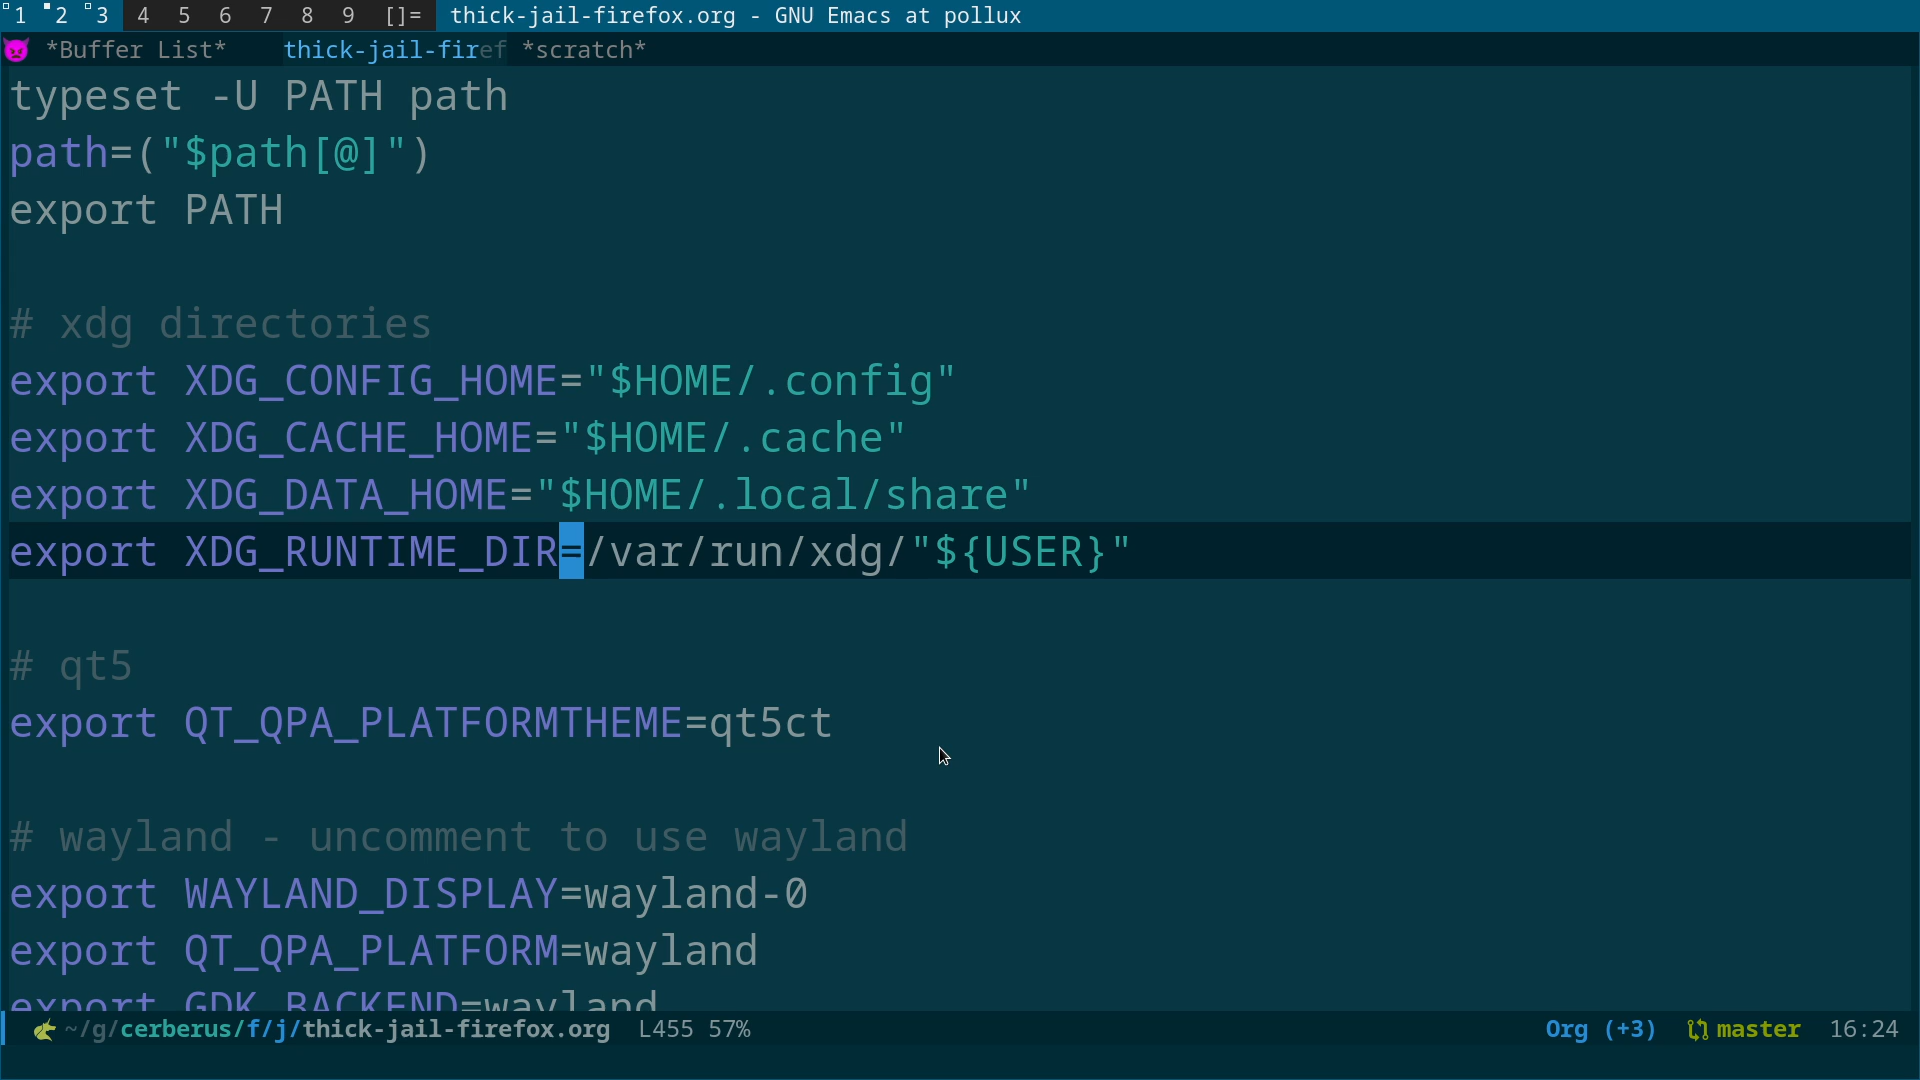 1 2 3 4 5 6 7 8 9 []= thick-jail-firefox.org - GNU Emacs at pollux
*Buffer List* thick-jail-firef *scratch*
typeset -U PATH path
path=("$path[@]")
export PATH
# xdg directories
export XDG_CONFIG_HOME="$HOME/.config"
export XDG_CACHE_HOME="$HOME/.cache"
export XDG_DATA_HOME="$HOME/.local/share"
export XDG_RUNTIME_DIR=/var/run/xdg/"${USER}"
# qt5
export QT_QPA_PLATFORMTHEME=qt5ct
# wayland - uncomment to use wayland
export WAYLAND_DISPLAY=wayland-0
export QT_QPA_PLATFORM=wayland
export GDK_BACKEND=wayland
~/g/cerberus/f/j/thick-jail-firefox.org L455 57% Org (+3) master 16:24